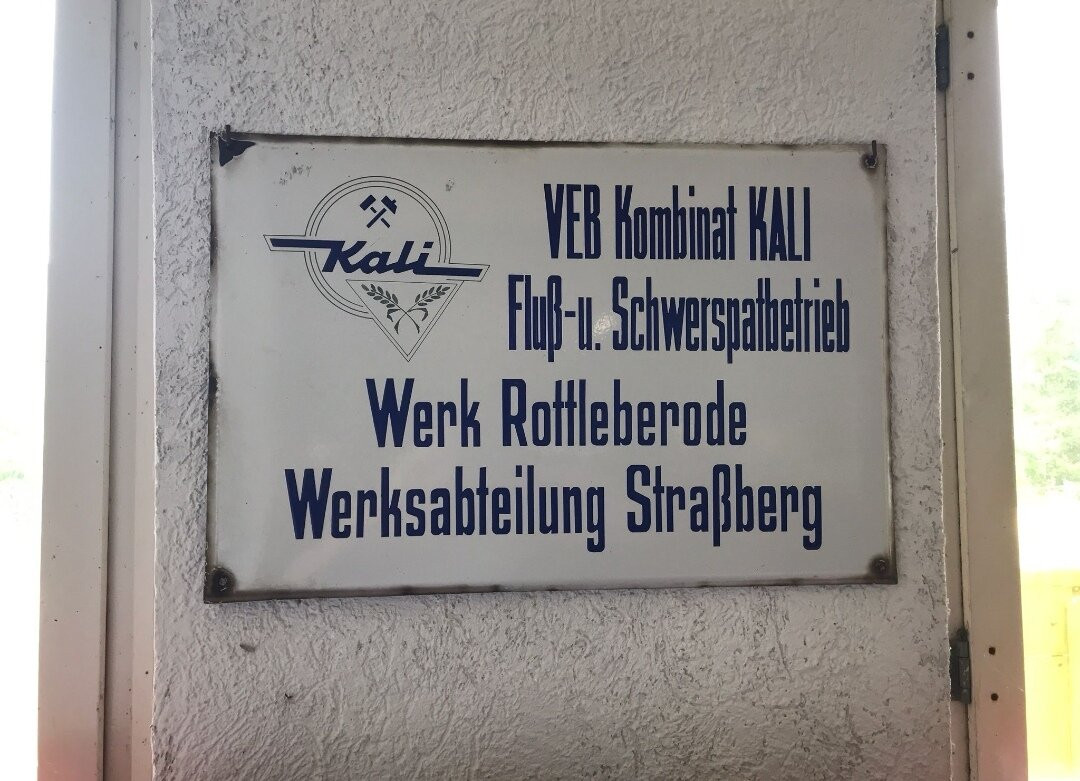 Kali
VEB Kombinat KALI
Fluß-u. Schwerspatbetrieb
Werk Rottleberode
Werksabteilung Straßberg